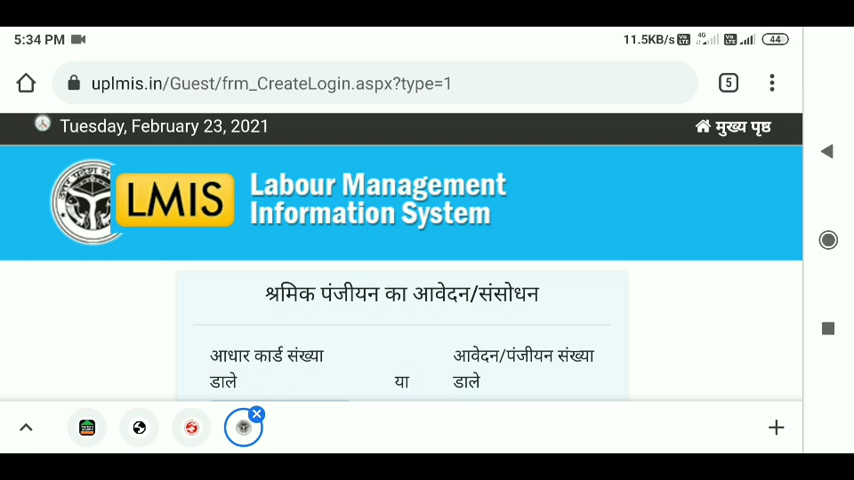 5:34 PM 11.5KB/s 4G 44
uplmis.in/Guest/frm_CreateLogin.aspx?type=1 5
Tuesday, February 23, 2021 मुख्य पृष्ठ
LMIS Labour Management
Information System
श्रमिक पंजीयन का आवेदन/संसोधन
आधार कार्ड संख्या
डाले
या
आवेदन/पंजीयन संख्या
डाले